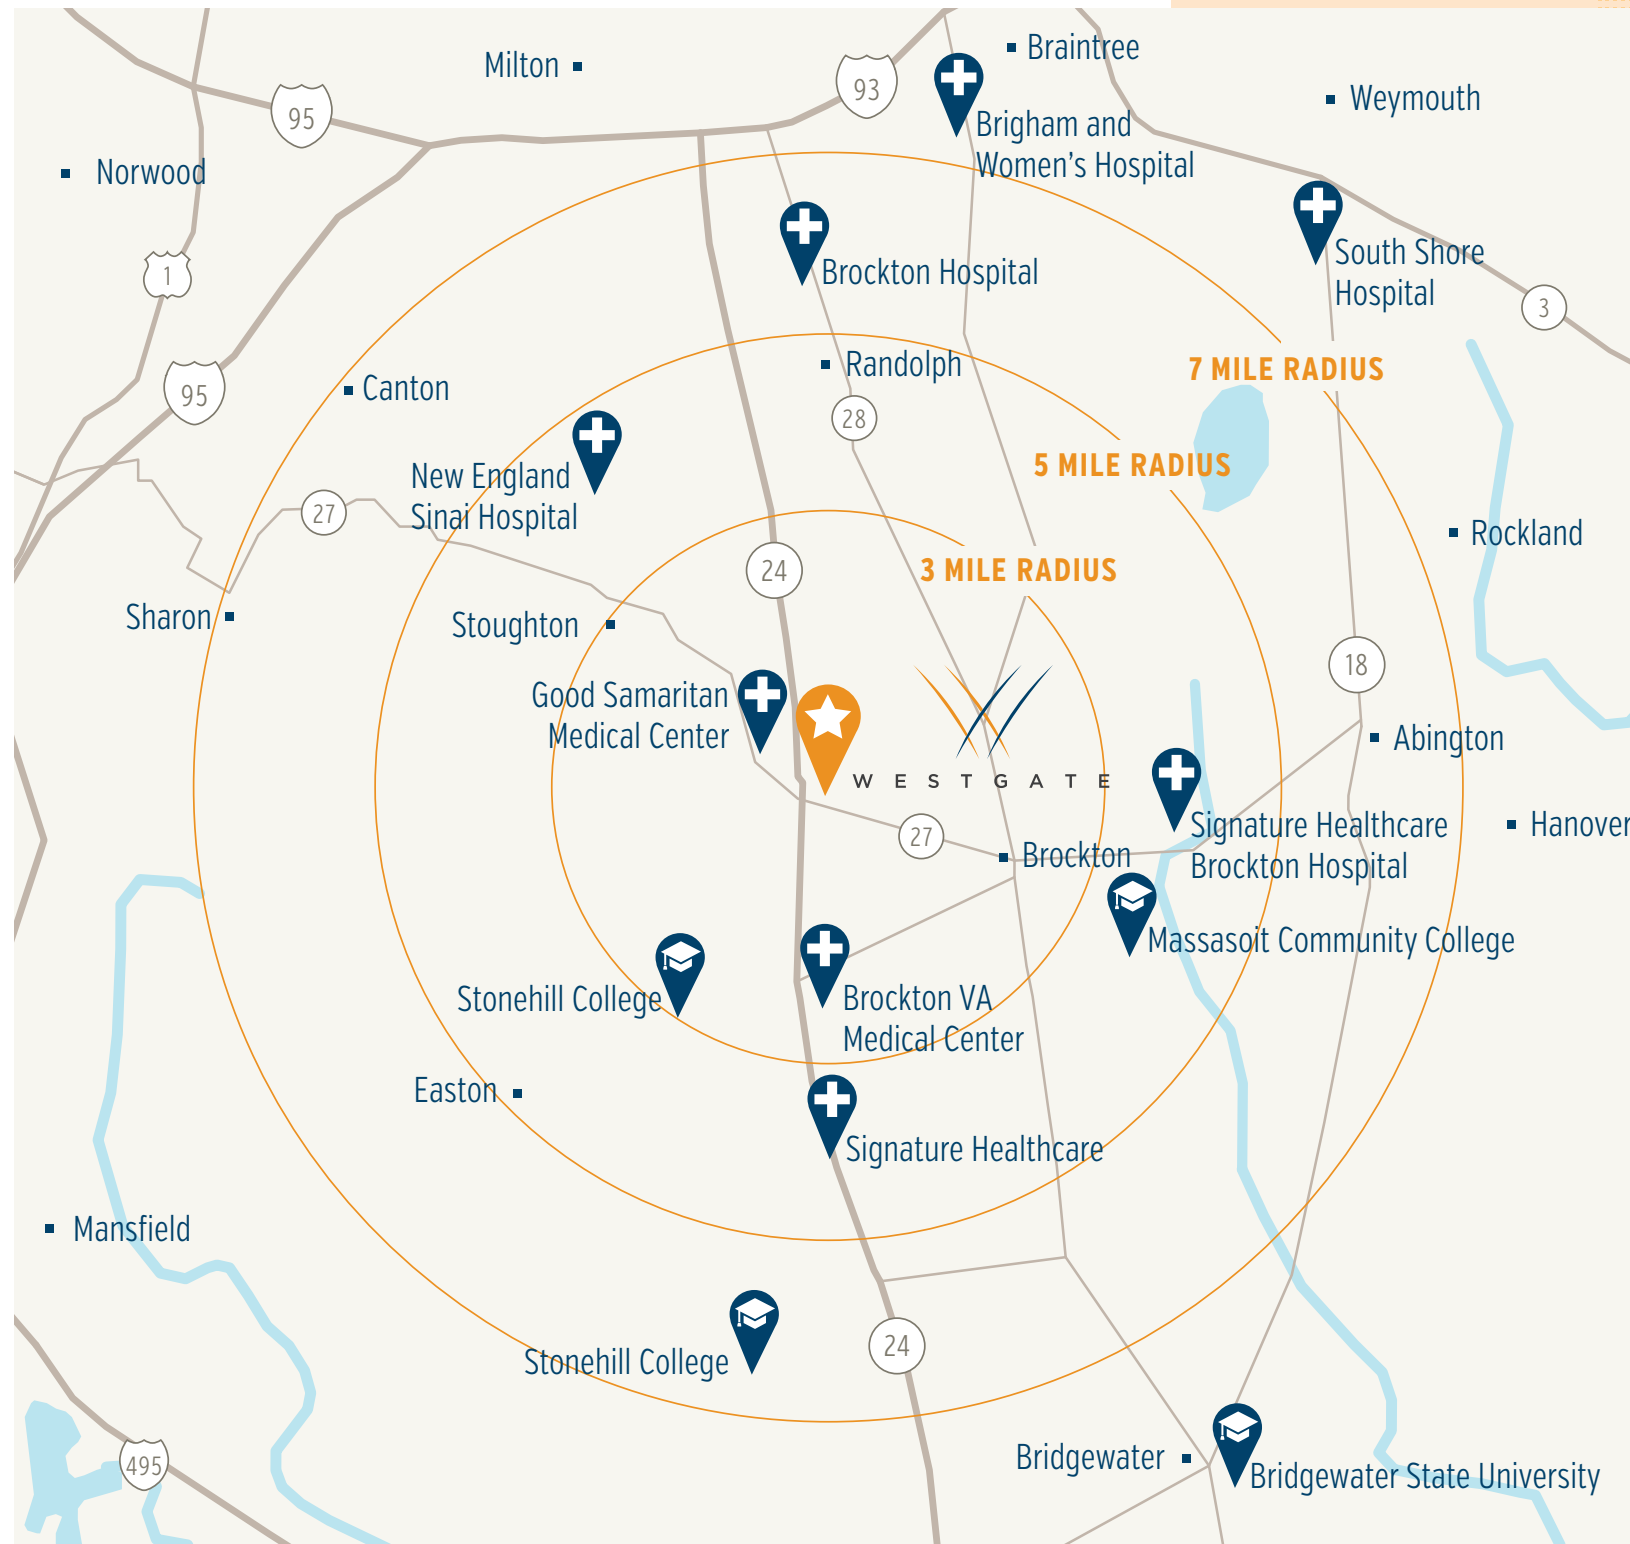 Braintree
Milton
93
95
Weymouth
Brigham and
Women's Hospital
Norwood
1
Brockton Hospital
South Shore
Hospital
3
Randolph
7 MILE RADIUS
Canton
95
28
5 MILE RADIUS
New England
Sinai Hospital
27
Rockland
24
3 MILE RADIUS
Sharon
Stoughton
18
Good Samaritan
Medical Center
Abington
WESTGATE
Signature Healthcare
Brockton Hospital
Hanover
27
Brockton
Massasoit Community College
Stonehill College
Brockton VA
Medical Center
Easton
Signature Healthcare
Mansfield
Stonehill College
24
495
Bridgewater
Bridgewater State University